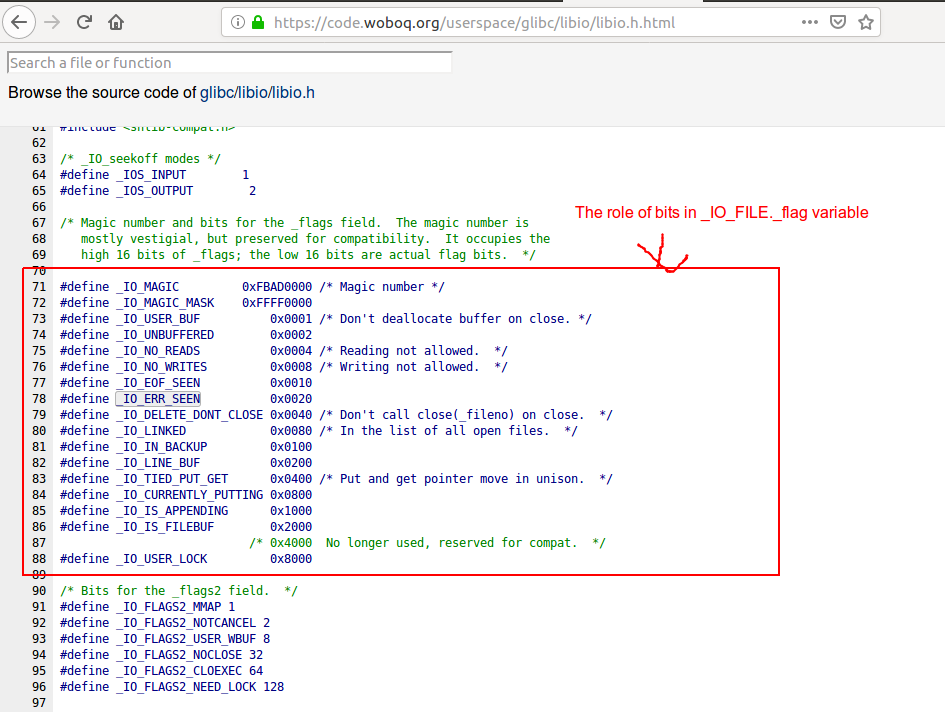 https://code.woboq.org/userspace/glibc/libio/libio.h.html
Search a file or function
Browse the source code of glibc/libio/libio.h
61 #include <shlib-compat.h>
62
63 /* _IO_seekoff modes */
64 #define _IOS_INPUT 1
65 #define _IOS_OUTPUT 2
66
The role of bits in _IO_FILE._flag variable
67 /* Magic number and bits for the _flags field. The magic number is
68 mostly vestigial, but preserved for compatibility. It occupies the
69 high 16 bits of _flags; the low 16 bits are actual flag bits. */
70
71 #define _IO_MAGIC 0xFBAD0000 /* Magic number */
72 #define _IO_MAGIC_MASK 0xFFFF0000
73 #define _IO_USER_BUF 0x0001 /* Don't deallocate buffer on close. */
74 #define _IO_UNBUFFERED 0x0002
75 #define _IO_NO_READS 0x0004 /* Reading not allowed. */
76 #define _IO_NO_WRITES 0x0008 /* Writing not allowed. */
77 #define _IO_EOF_SEEN 0x0010
78 #define _IO_ERR_SEEN 0x0020
79 #define _IO_DELETE_DONT_CLOSE 0x0040 /* Don't call close(_fileno) on close. */
80 #define _IO_LINKED 0x0080 /* In the list of all open files. */
81 #define _IO_IN_BACKUP 0x0100
82 #define _IO_LINE_BUF 0x0200
83 #define _IO_TIED_PUT_GET 0x0400 /* Put and get pointer move in unison. */
84 #define _IO_CURRENTLY_PUTTING 0x0800
85 #define _IO_IS_APPENDING 0x1000
86 #define _IO_IS_FILEBUF 0x2000
87 /* 0x4000 No longer used, reserved for compat. */
88 #define _IO_USER_LOCK 0x8000
89
90 /* Bits for the _flags2 field. */
91 #define _IO_FLAGS2_MMAP 1
92 #define _IO_FLAGS2_NOTCANCEL 2
93 #define _IO_FLAGS2_USER_WBUF 8
94 #define _IO_FLAGS2_NOCLOSE 32
95 #define _IO_FLAGS2_CLOEXEC 64
96 #define _IO_FLAGS2_NEED_LOCK 128
97